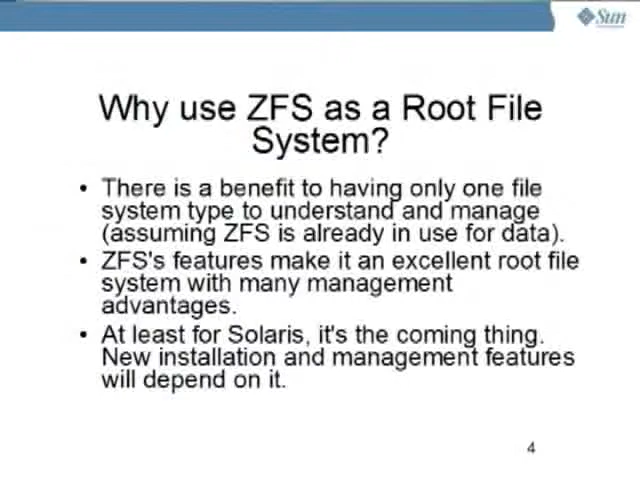 Sun
Why use ZFS as a Root File
System?
• There is a benefit to having only one file
system type to understand and manage
(assuming ZFS is already in use for data).
• ZFS's features make it an excellent root file
system with many management
advantages.
• At least for Solaris, it's the coming thing.
New installation and management features
will depend on it.
4